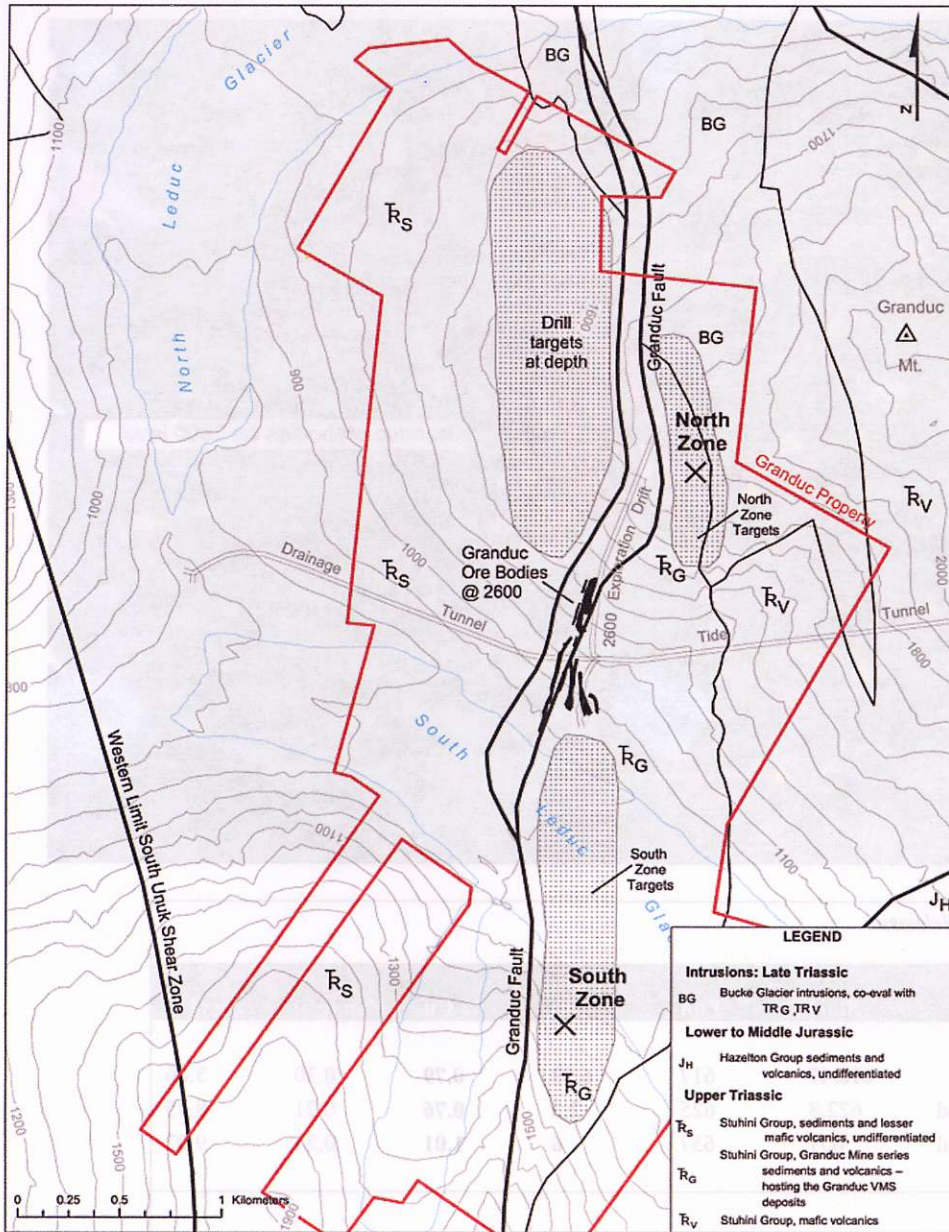 Glacier
Leduc
North
1100
BG
BG
1700
N
TRS
Granduc
Mt.
Drill
targets
at depth
1600
Granduc Fault
BG
900
North
Zone
Granduc Property
TRV
1000
North
Zone
Targets
2000
Drainage
Tunnel
TRS
1000
Granduc
Ore Bodies
@ 2600
Exploration Drift
2600
TRG
TRV
Tide
Tunnel
1800
South
Leduc
TRG
Western Limit South Unuk Shear Zone
1100
South
Zone
Targets
1100
JH
TRS
1300
Granduc Fault
South
Zone
TRG
1500
1200
1500
1900
0 0.25 0.5 1 Kilometers
LEGEND
Intrusions: Late Triassic
BG Bucke Glacier intrusions, co-eval with
TRG, TRV
Lower to Middle Jurassic
JH Hazelton Group sediments and
volcanics, undifferentiated
Upper Triassic
TRS Stuhini Group, sediments and lesser
mafic volcanics, undifferentiated
TRG Stuhini Group, Granduc Mine series
sediments and volcanics –
hosting the Granduc VMS
deposits
TRV Stuhini Group, mafic volcanics